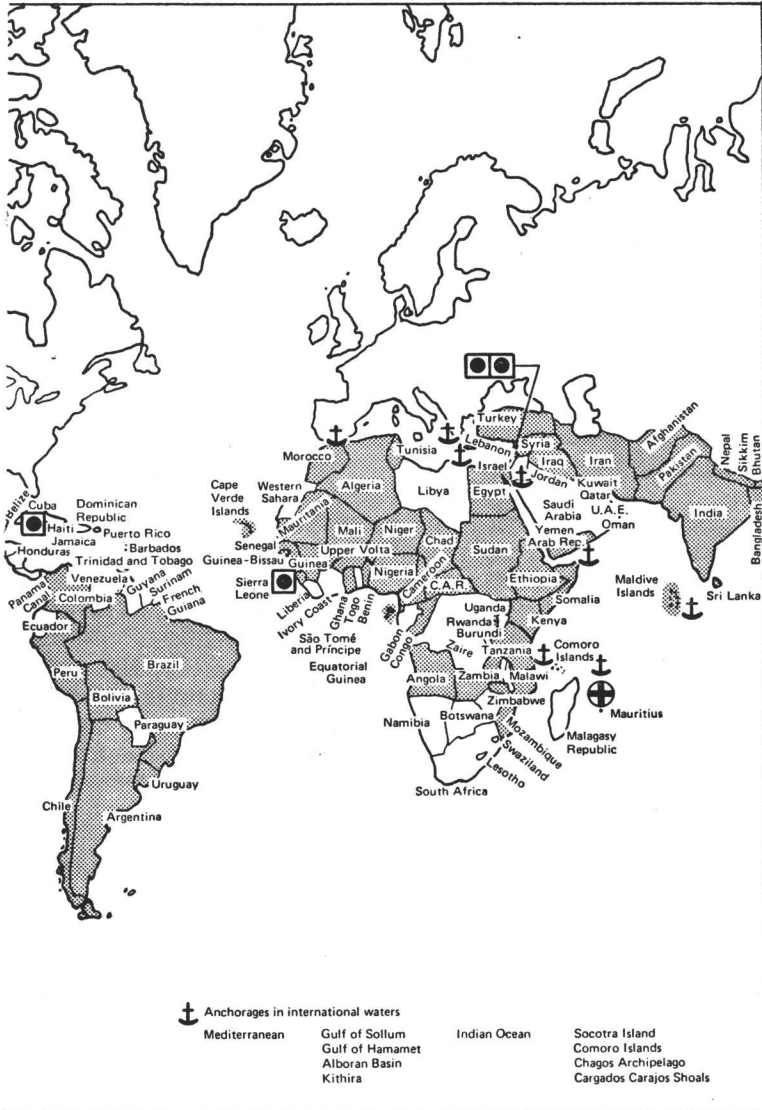 Turkey
Afghanistan
Lebanon
Syria
Nepal
Sikkim
Bhutan
Morocco
Tunisia
Israel
Iraq
Iran
Pakistan
Jordan
Cape
Verde
Islands
Western
Sahara
Algeria
Libya
Egypt
Kuwait
Qatar
Saudi
Arabia
U.A.E.
Oman
India
Bangladesh
Belize
Cuba
Dominican
Republic
Haiti
Puerto Rico
Jamaica
Honduras
Barbados
Trinidad and Tobago
Mauritania
Mali
Niger
Chad
Sudan
Yemen
Arab Rep.
Senegal
Guinea-Bissau
Guinea
Upper Volta
Panama
Canal
Venezuela
Guyana
Surinam
French
Guiana
Colombia
Sierra
Leone
Nigeria
Cameroon
C.A.R.
Ethiopia
Somalia
Maldive
Islands
Sri Lanka
Liberia
Ivory Coast
Ghana
Togo
Benin
Uganda
Rwanda
Burundi
Kenya
Ecuador
São Tomé
and Príncipe
Gabon
Congo
Zaire
Tanzania
Comoro
Islands
Equatorial
Guinea
Peru
Brazil
Angola
Zambia
Malawi
Bolivia
Zimbabwe
Mauritius
Paraguay
Namibia
Botswana
Mozambique
Swaziland
Lesotho
Malagasy
Republic
Uruguay
South Africa
Chile
Argentina
Anchorages in international waters
Mediterranean Gulf of Sollum Indian Ocean Socotra Island
Gulf of Hamamet Comoro Islands
Alboran Basin Chagos Archipelago
Kithira Cargados Carajos Shoals